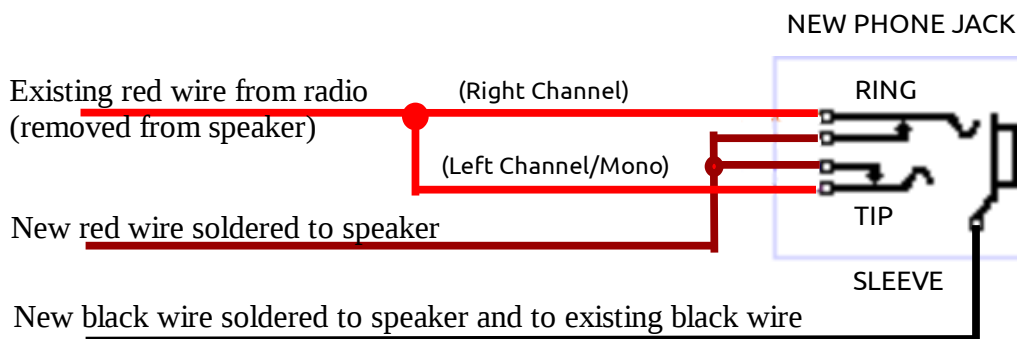 NEW PHONE JACK
Existing red wire from radio
(removed from speaker)
(Right Channel)
RING
(Left Channel/Mono)
TIP
New red wire soldered to speaker
SLEEVE
New black wire soldered to speaker and to existing black wire